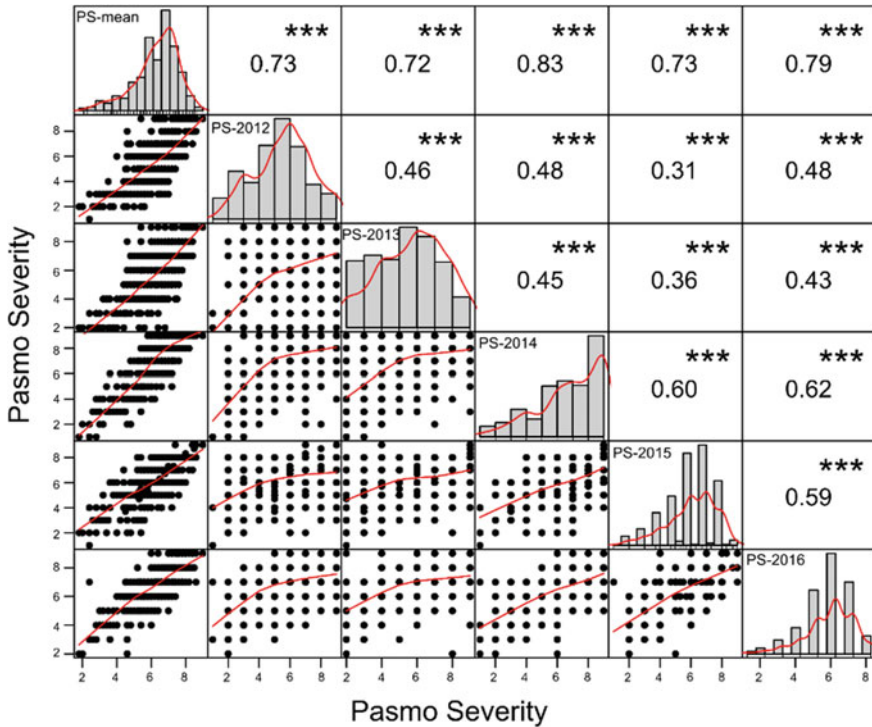 PS-mean *** *** *** *** ***
0.73 0.72 0.83 0.73 0.79
8 PS-2012 *** *** *** ***
6
4 0.46 0.48 0.31 0.48
2
8 PS-2013 *** *** ***
6
4 0.45 0.36 0.43
2
8 PS-2014 *** ***
6
4 0.60 0.62
2
8 PS-2015 ***
6
4 0.59
2
8 PS-2016
6
4
2
2 4 6 8 2 4 6 8 2 4 6 8 2 4 6 8 2 4 6 8 2 4 6 8
Pasmo Severity
Pasmo Severity